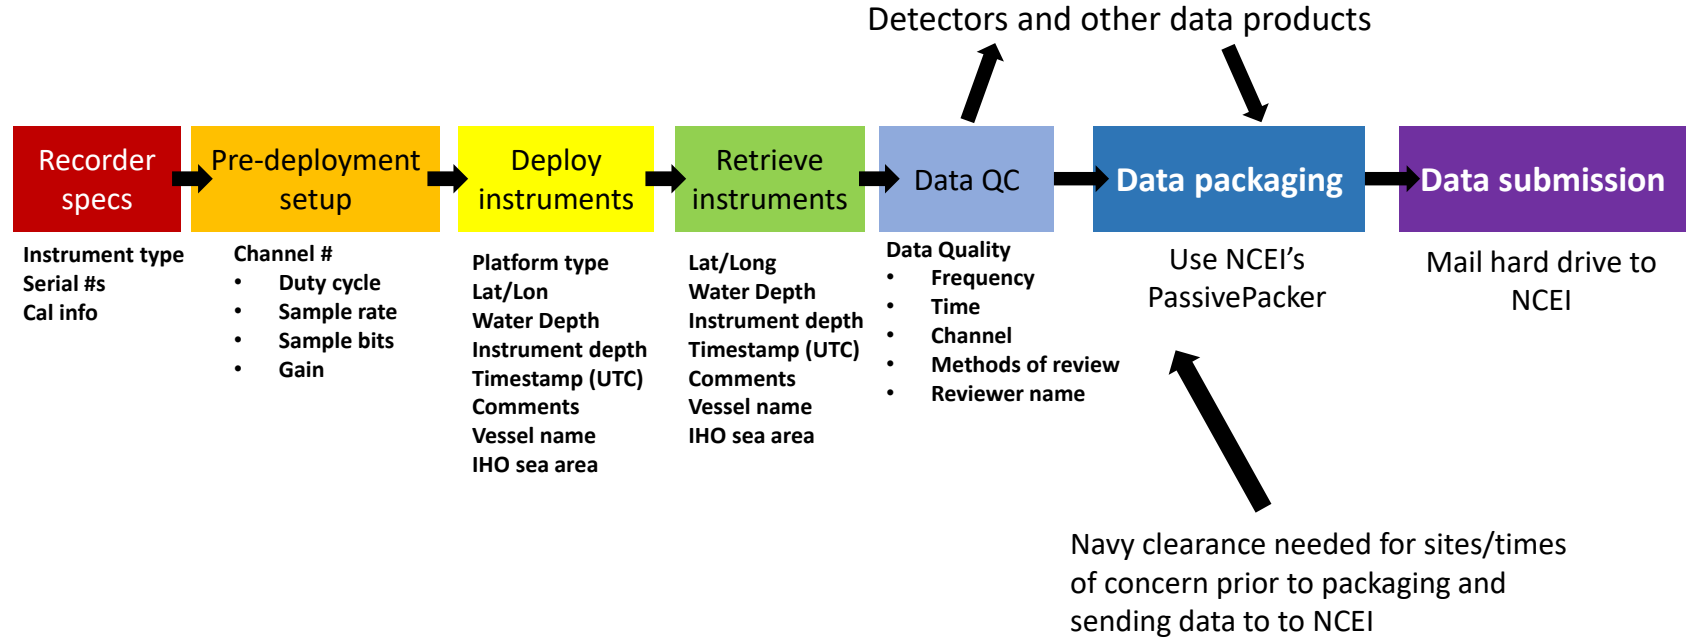 Detectors and other data products
Recorder
specs
Pre-deployment
setup
Deploy
instruments
Retrieve
instruments
Data QC
Data packaging
Data submission
Instrument type
Serial #s
Cal info
Channel #
• Duty cycle
• Sample rate
• Sample bits
• Gain
Platform type
Lat/Lon
Water Depth
Instrument depth
Timestamp (UTC)
Comments
Vessel name
IHO sea area
Lat/Long
Water Depth
Instrument depth
Timestamp (UTC)
Comments
Vessel name
IHO sea area
Data Quality
• Frequency
• Time
• Channel
• Methods of review
• Reviewer name
Use NCEI’s
PassivePacker
Mail hard drive to
NCEI
Navy clearance needed for sites/times
of concern prior to packaging and
sending data to to NCEI